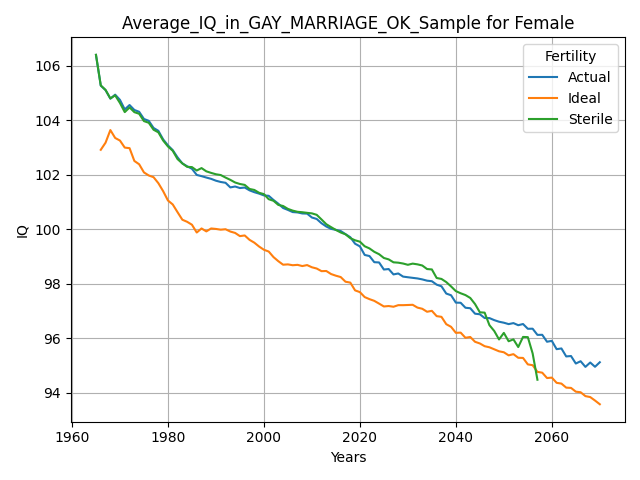 Average_IQ_in_GAY_MARRIAGE_OK_Sample for Female
Fertility
Actual
Ideal
Sterile
IQ
106
104
102
100
98
96
94
1960
1980
2000
2020
2040
2060
Years